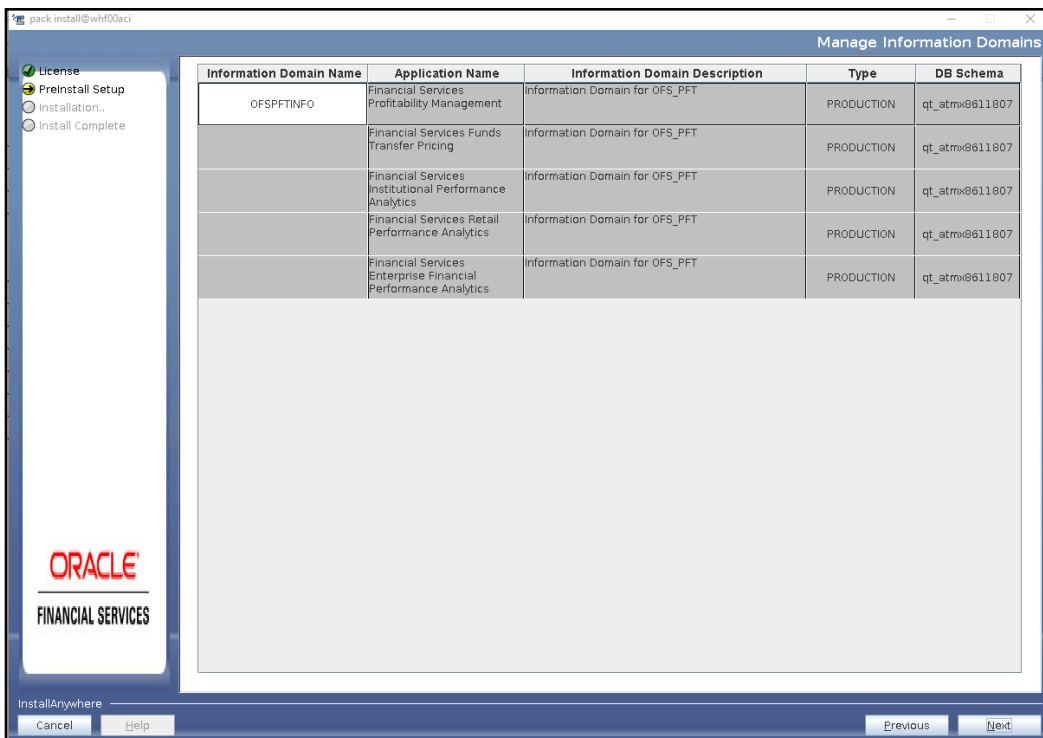 pack install@whf00aci
Manage Information Domains
License
PreInstall Setup
Installation..
Install Complete
Information Domain Name Application Name Information Domain Description Type DB Schema
OFSPFTINFO
Financial Services
Profitability Management
Information Domain for OFS_PFT
PRODUCTION
qt_atmx8611807
Financial Services Funds
Transfer Pricing
Information Domain for OFS_PFT
PRODUCTION
qt_atmx8611807
Financial Services
Institutional Performance
Analytics
Information Domain for OFS_PFT
PRODUCTION
qt_atmx8611807
Financial Services Retail
Performance Analytics
Information Domain for OFS_PFT
PRODUCTION
qt_atmx8611807
Financial Services
Enterprise Financial
Performance Analytics
Information Domain for OFS_PFT
PRODUCTION
qt_atmx8611807
ORACLE
FINANCIAL SERVICES
InstallAnywhere
Cancel Help Previous Next